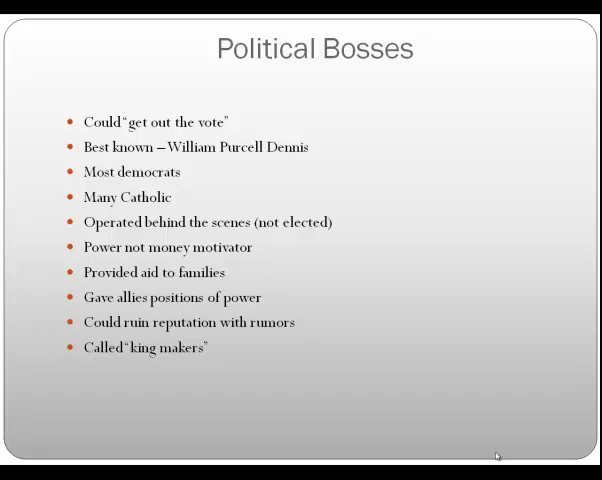 Political Bosses
Could “get out the vote”
Best known – William Purcell Dennis
Most democrats
Many Catholic
Operated behind the scenes (not elected)
Power not money motivator
Provided aid to families
Gave allies positions of power
Could ruin reputation with rumors
Called “king makers”